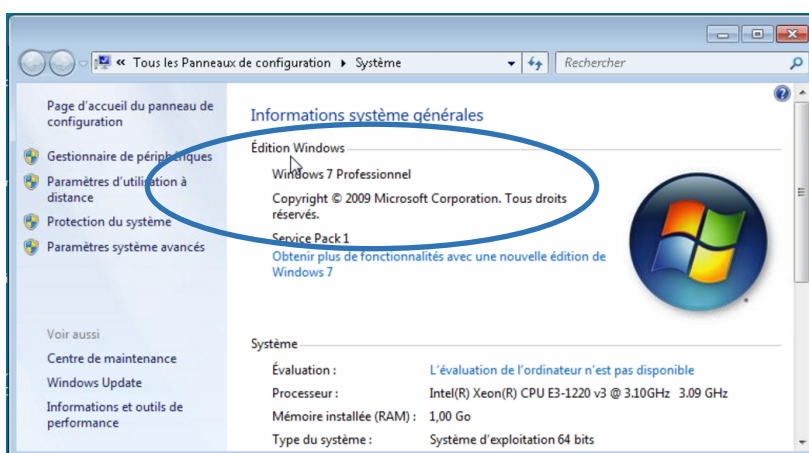 « Tous les Panneaux de configuration ▸ Système
Rechercher
Page d'accueil du panneau de
configuration
Gestionnaire de périphériques
Paramètres d'utilisation à
distance
Protection du système
Paramètres système avancés
Voir aussi
Centre de maintenance
Windows Update
Informations et outils de
performance
Informations système générales
Édition Windows
Windows 7 Professionnel
Copyright © 2009 Microsoft Corporation. Tous droits
réservés.
Service Pack 1
Obtenir plus de fonctionnalités avec une nouvelle édition de
Windows 7
Système
Évaluation : L'évaluation de l'ordinateur n'est pas disponible
Processeur : Intel(R) Xeon(R) CPU E3-1220 v3 @ 3.10GHz 3.09 GHz
Mémoire installée (RAM) : 1,00 Go
Type du système : Système d'exploitation 64 bits